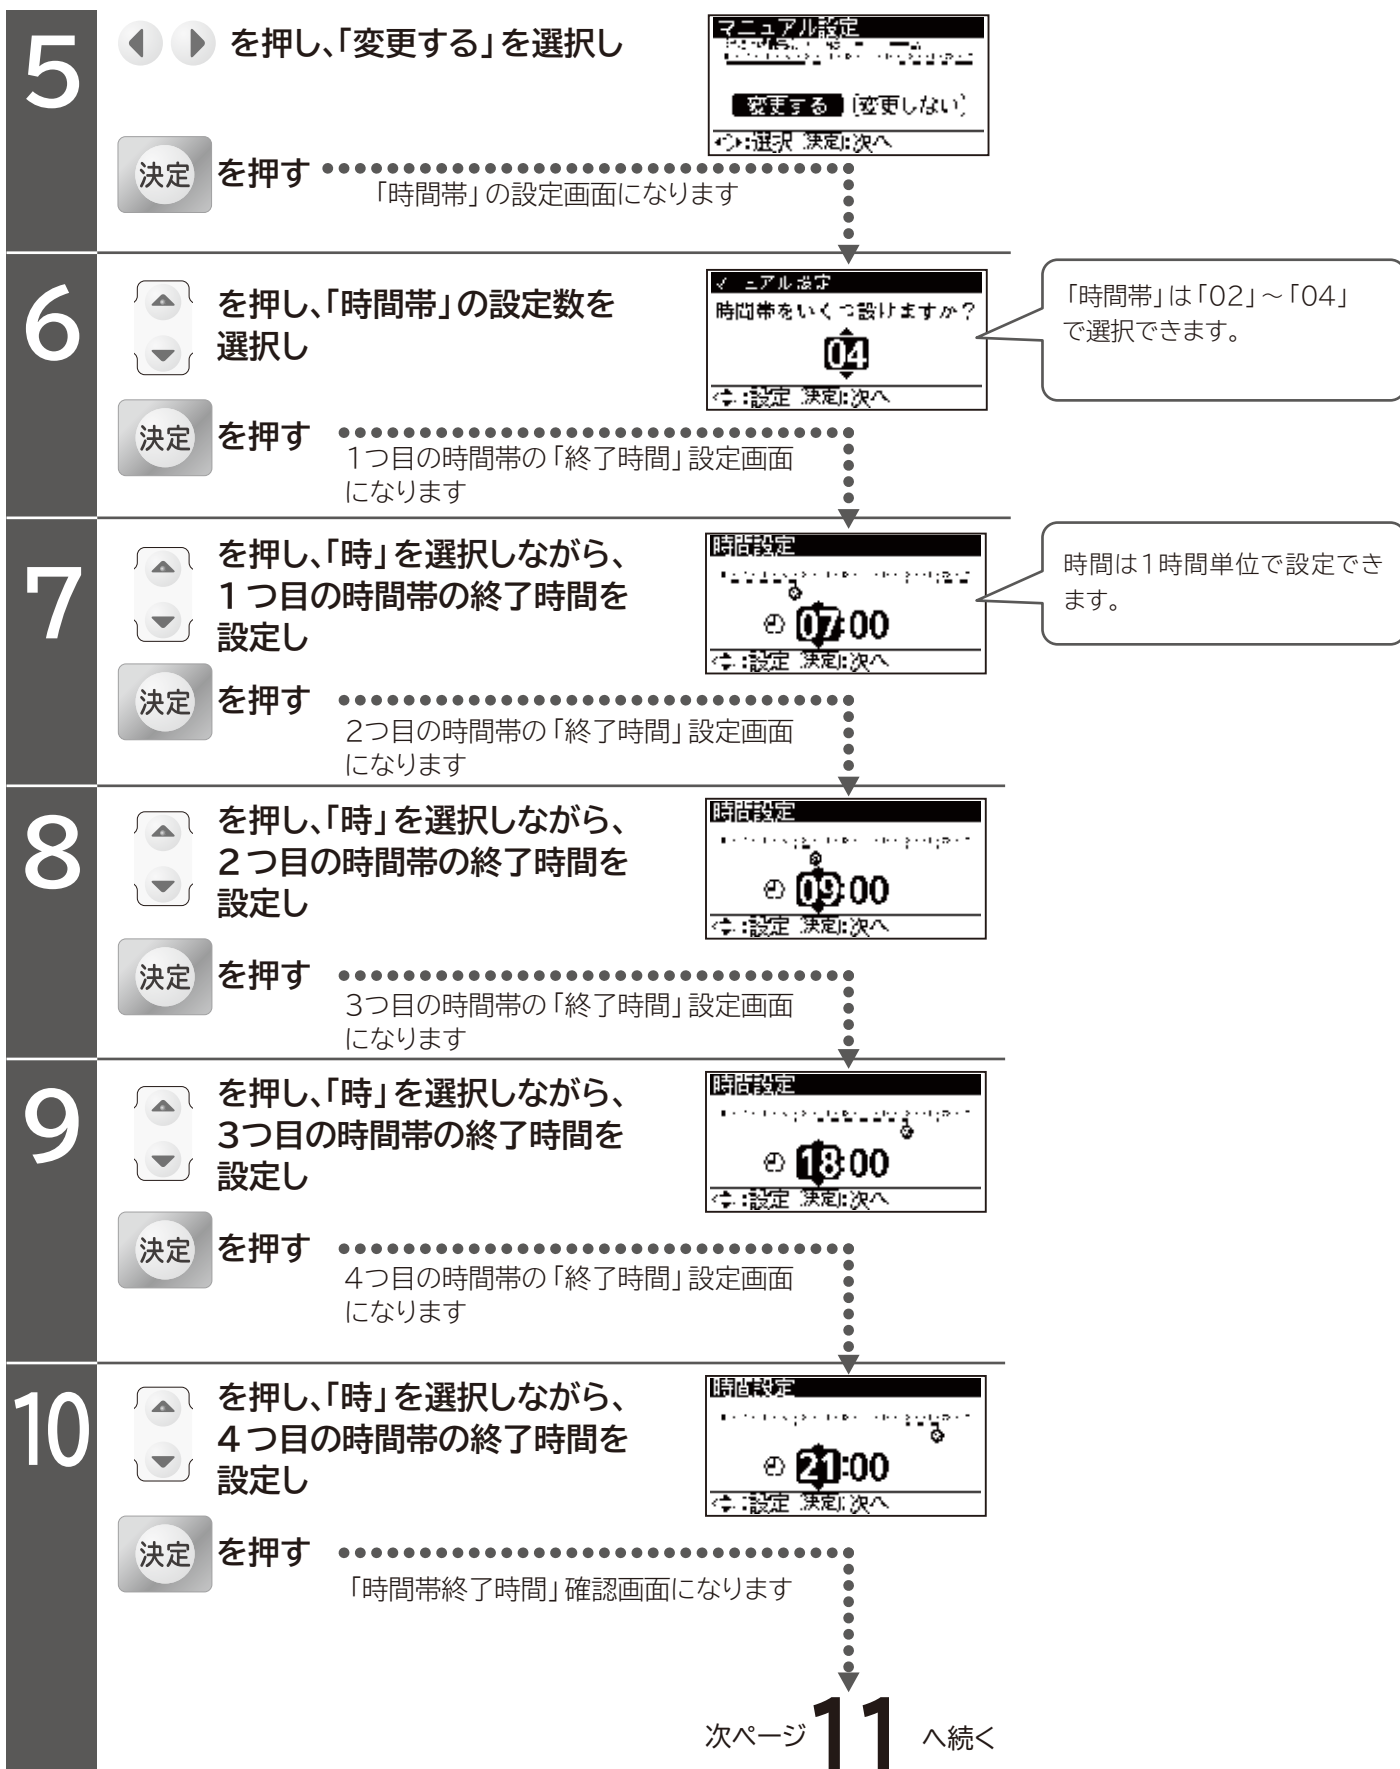 5
を押し、「変更する」を選択し
マニュアル設定
変更する (変更しない)
:選択 決定:次へ
決定 を押す
「時間帯」の設定画面になります
6
を押し、「時間帯」の設定数を
選択し
マニュアル設定
時間帯をいくつ設けますか?
04
:設定 決定:次へ
「時間帯」は「02」～「04」
で選択できます。
決定 を押す
1つ目の時間帯の「終了時間」設定画面
になります
7
を押し、「時」を選択しながら、
1つ目の時間帯の終了時間を
設定し
時間設定
07:00
:設定 決定:次へ
時間は1時間単位で設定でき
ます。
決定 を押す
2つ目の時間帯の「終了時間」設定画面
になります
8
を押し、「時」を選択しながら、
2つ目の時間帯の終了時間を
設定し
時間設定
09:00
:設定 決定:次へ
決定 を押す
3つ目の時間帯の「終了時間」設定画面
になります
9
を押し、「時」を選択しながら、
3つ目の時間帯の終了時間を
設定し
時間設定
18:00
:設定 決定:次へ
決定 を押す
4つ目の時間帯の「終了時間」設定画面
になります
10
を押し、「時」を選択しながら、
4つ目の時間帯の終了時間を
設定し
時間設定
21:00
:設定 決定:次へ
決定 を押す
「時間帯終了時間」確認画面になります
次ページ 11 へ続く